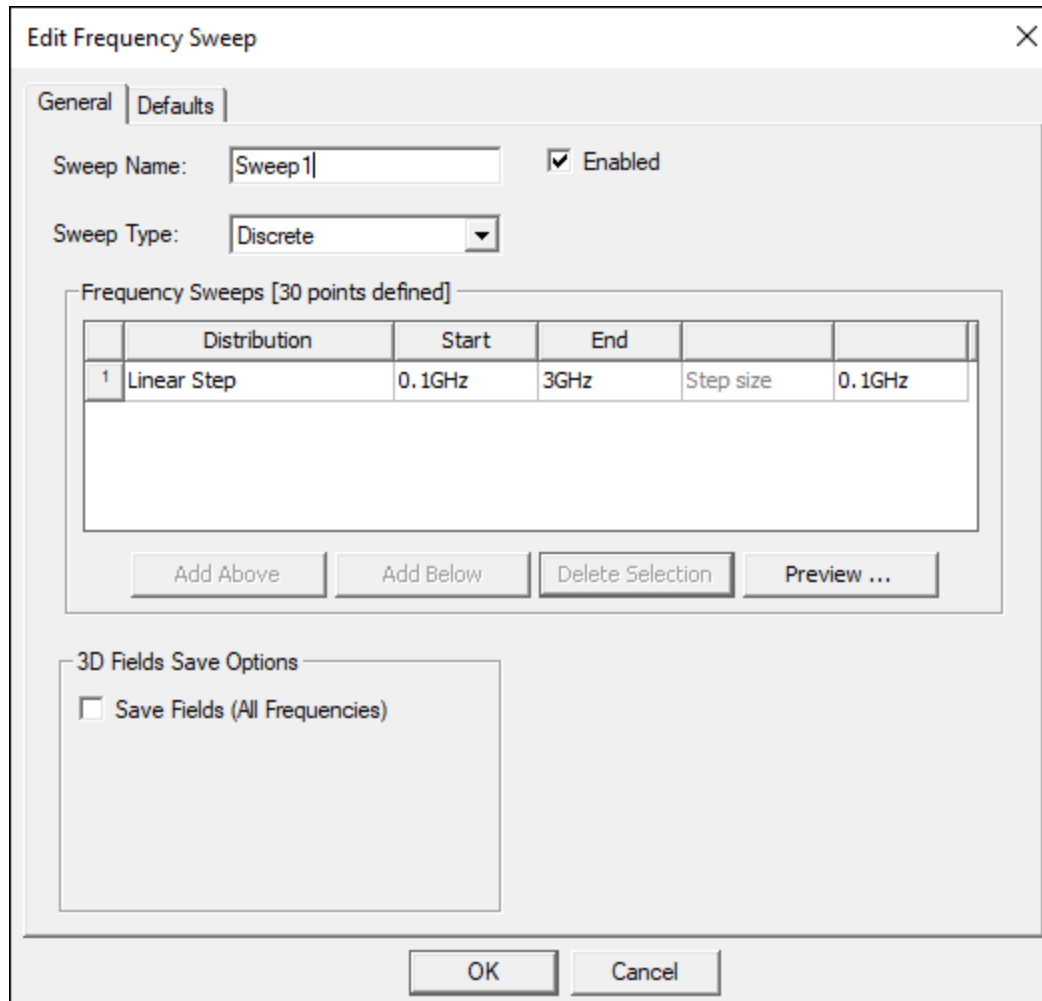 Edit Frequency Sweep
General Defaults
Sweep Name: Sweep1 Enabled
Sweep Type: Discrete
Frequency Sweeps [30 points defined]
Distribution Start End
1 Linear Step 0.1GHz 3GHz Step size 0.1GHz
Add Above Add Below Delete Selection Preview ...
3D Fields Save Options
Save Fields (All Frequencies)
OK Cancel